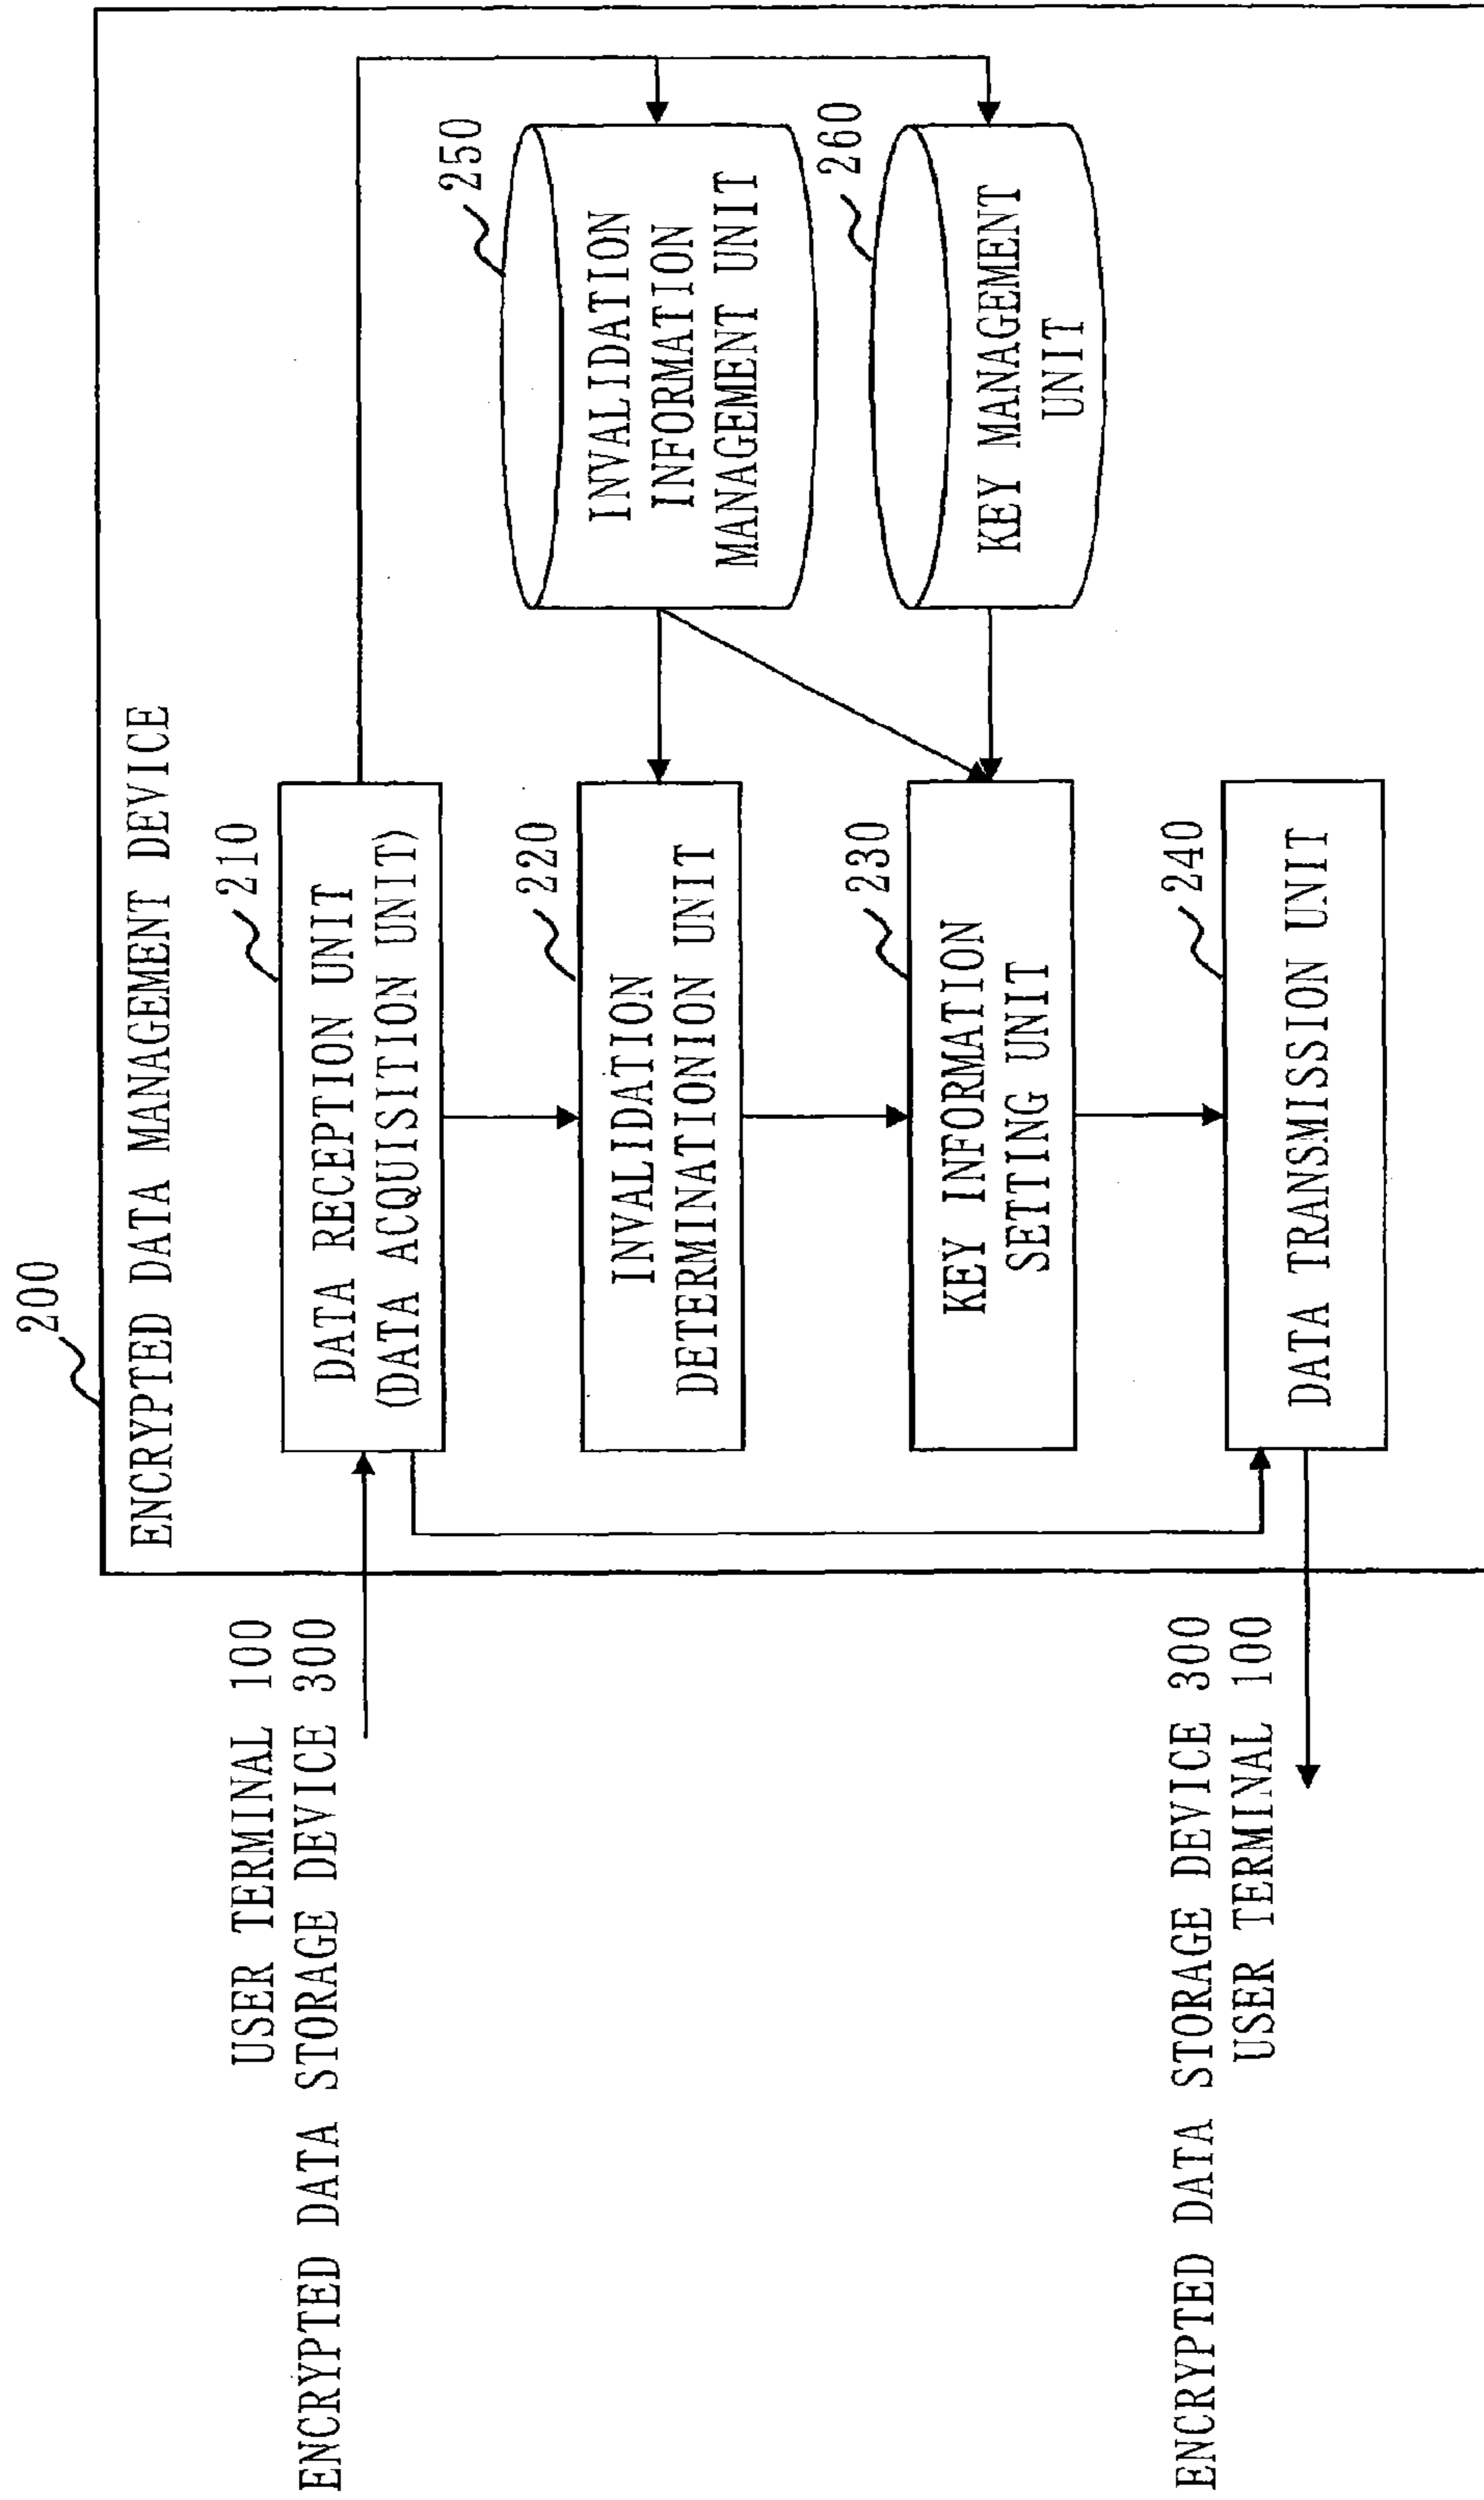 200
ENCRYPTED DATA MANAGEMENT DEVICE
USER TERMINAL 100
ENCRYPTED DATA STORAGE DEVICE 300
210
DATA RECEPTION UNIT
(DATA ACQUISITION UNIT)
250
INVALIDATION
INFORMATION
MANAGEMENT UNIT
220
INVALIDATION
DETERMINATIONION UNIT
260
KEY MANAGEMENT
UNIT
230
KEY INFORMATION
SETTING UNIT
240
DATA TRANSMISSION UNIT
ENCRYPTED DATA STORAGE DEVICE 300
USER TERMINAL 100